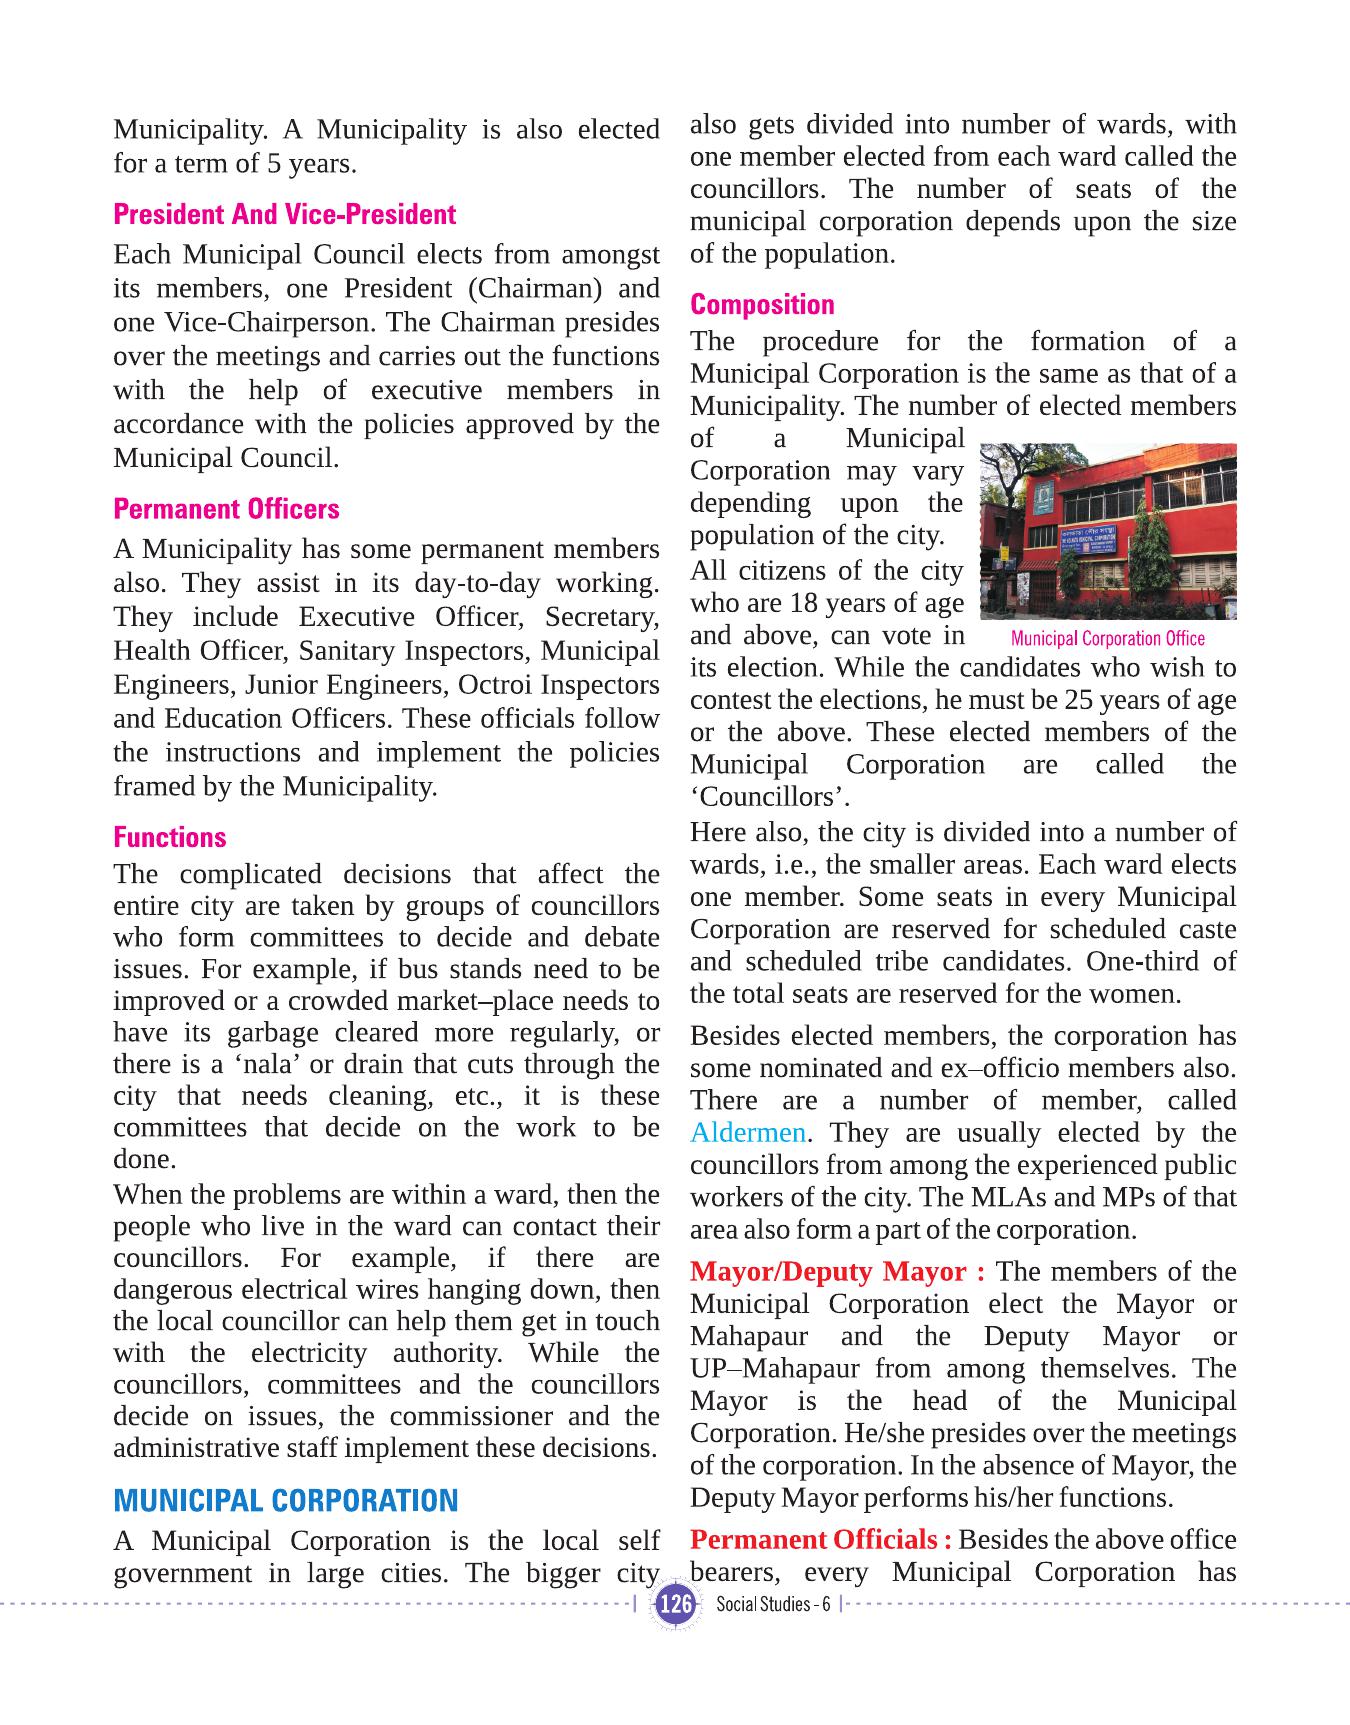 Municipality. A Municipality is also elected
for a term of 5 years.
President And Vice-President
Each Municipal Council elects from amongst
its members, one President (Chairman) and
one Vice-Chairperson. The Chairman presides
over the meetings and carries out the functions
with the help of executive members in
accordance with the policies approved by the
Municipal Council.
Permanent Officers
A Municipality has some permanent members
also. They assist in its day-to-day working.
They include Executive Officer, Secretary,
Health Officer, Sanitary Inspectors, Municipal
Engineers, Junior Engineers, Octroi Inspectors
and Education Officers. These officials follow
the instructions and implement the policies
framed by the Municipality.
Functions
The complicated decisions that affect the
entire city are taken by groups of councillors
who form committees to decide and debate
issues. For example, if bus stands need to be
improved or a crowded market–place needs to
have its garbage cleared more regularly, or
there is a ‘nala’ or drain that cuts through the
city that needs cleaning, etc., it is these
committees that decide on the work to be
done.
When the problems are within a ward, then the
people who live in the ward can contact their
councillors. For example, if there are
dangerous electrical wires hanging down, then
the local councillor can help them get in touch
with the electricity authority. While the
councillors, committees and the councillors
decide on issues, the commissioner and the
administrative staff implement these decisions.
MUNICIPAL CORPORATION
A Municipal Corporation is the local self
government in large cities. The bigger city
also gets divided into number of wards, with
one member elected from each ward called the
councillors. The number of seats of the
municipal corporation depends upon the size
of the population.
Composition
The procedure for the formation of a
Municipal Corporation is the same as that of a
Municipality. The number of elected members
of a Municipal
Corporation may vary
depending upon the
population of the city.
All citizens of the city
who are 18 years of age
and above, can vote in
its election. While the candidates who wish to
contest the elections, he must be 25 years of age
or the above. These elected members of the
Municipal Corporation are called the
‘Councillors’.
Municipal Corporation Office
Here also, the city is divided into a number of
wards, i.e., the smaller areas. Each ward elects
one member. Some seats in every Municipal
Corporation are reserved for scheduled caste
and scheduled tribe candidates. One-third of
the total seats are reserved for the women.
Besides elected members, the corporation has
some nominated and ex–officio members also.
There are a number of member, called
Aldermen. They are usually elected by the
councillors from among the experienced public
workers of the city. The MLAs and MPs of that
area also form a part of the corporation.
Mayor/Deputy Mayor : The members of the
Municipal Corporation elect the Mayor or
Mahapaur and the Deputy Mayor or
UP–Mahapaur from among themselves. The
Mayor is the head of the Municipal
Corporation. He/she presides over the meetings
of the corporation. In the absence of Mayor, the
Deputy Mayor performs his/her functions.
Permanent Officials : Besides the above office
bearers, every Municipal Corporation has
126
Social Studies - 6